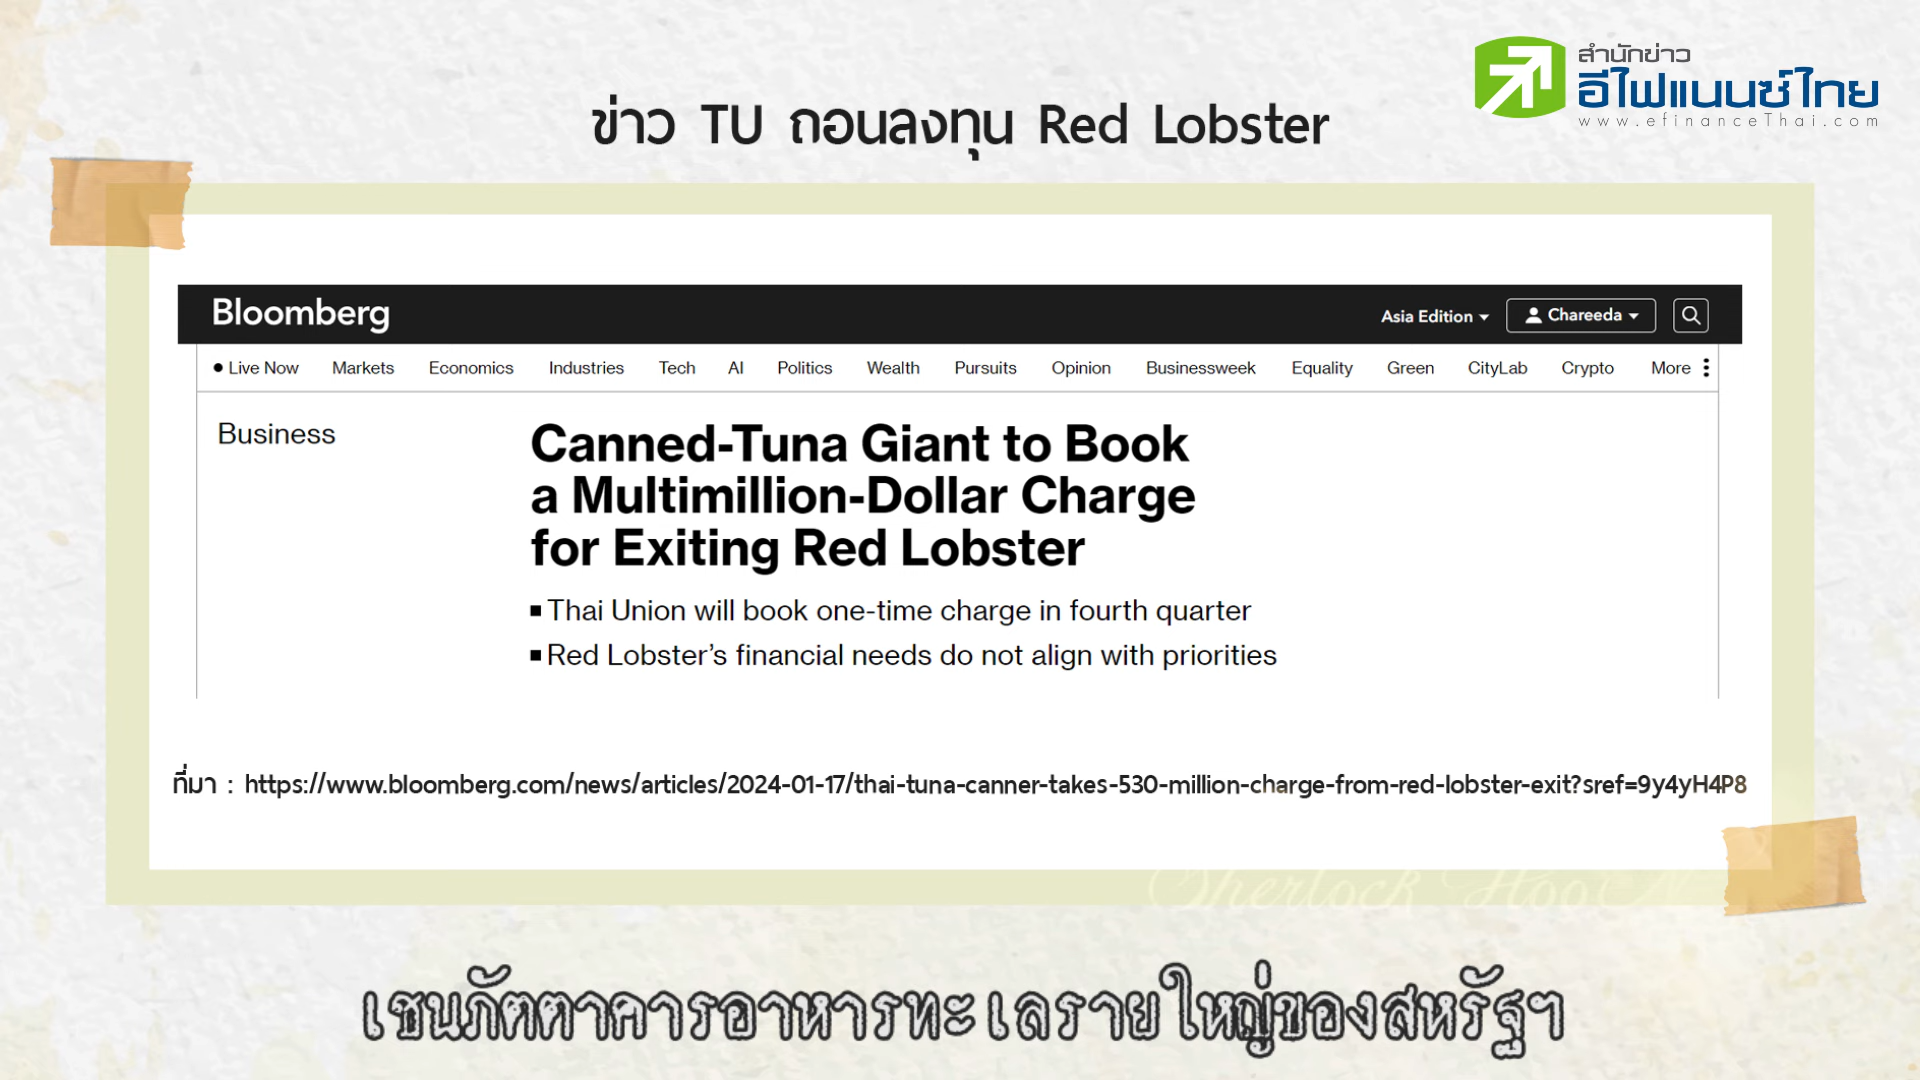 สำนักข่าว
อีไฟแนนซ์ไทย
www.efinanceThai.com
ข่าว TU ถอนลงทุน Red Lobster
Bloomberg
Asia Edition
Chareeda
Live Now Markets Economics Industries Tech AI Politics Wealth Pursuits Opinion Businessweek Equality Green CityLab Crypto More
Business
Canned-Tuna Giant to Book
a Multimillion-Dollar Charge
for Exiting Red Lobster
Thai Union will book one-time charge in fourth quarter
Red Lobster's financial needs do not align with priorities
ที่มา : https://www.bloomberg.com/news/articles/2024-01-17/thai-tuna-canner-takes-530-million-charge-from-red-lobster-exit?sref=9y4yH4P8
Sherlock HooN
เชนภัตตาคารอาหารทะเลรายใหญ่ของสหรัฐฯ